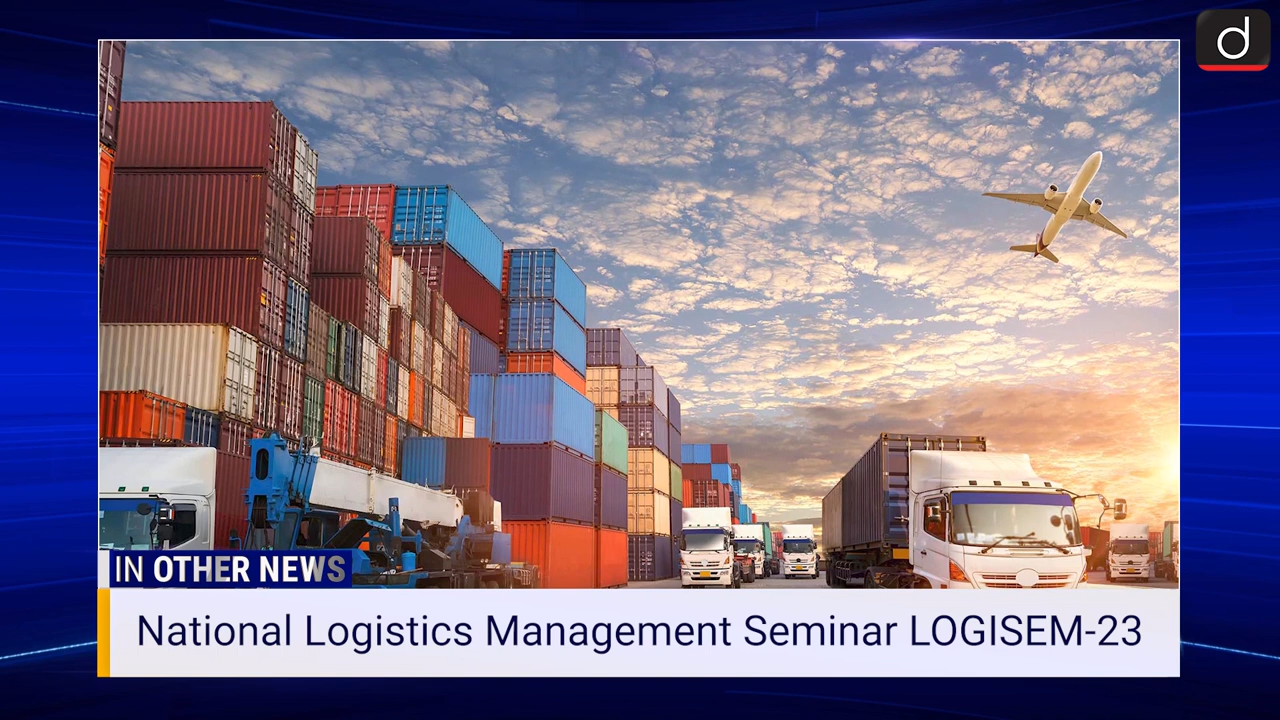 d
IN OTHER NEWS
National Logistics Management Seminar LOGISEM-23